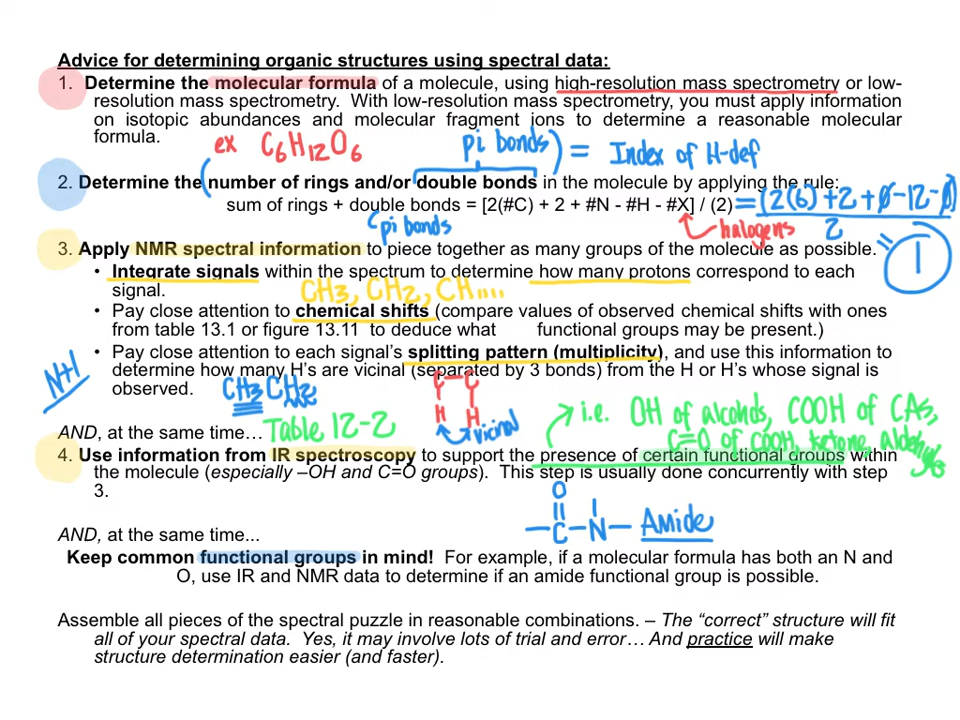 Advice for determining organic structures using spectral data:
1. Determine the molecular formula of a molecule, using high-resolution mass spectrometry or low-
resolution mass spectrometry. With low-resolution mass spectrometry, you must apply information
on isotopic abundances and molecular fragment ions to determine a reasonable molecular
formula.
ex C6H12O6
pi bonds) = Index of H-def
2. Determine the (number of rings and/or double bonds in the molecule by applying the rule:
sum of rings + double bonds = [2(#C) + 2 + #N - #H - #X] / (2) = (2(6)+2+0-12-0)
2
= 1
pi bonds
halogens
3. Apply NMR spectral information to piece together as many groups of the molecule as possible.
• Integrate signals within the spectrum to determine how many protons correspond to each
signal.
CH3, CH2, CH....
• Pay close attention to chemical shifts (compare values of observed chemical shifts with ones
from table 13.1 or figure 13.11 to deduce what functional groups may be present.)
• Pay close attention to each signal's splitting pattern (multiplicity), and use this information to
determine how many H's are vicinal (separated by 3 bonds) from the H or H's whose signal is
observed.
N+1
CH3 CH2
C-C
H H
vicinal
AND, at the same time…
Table 12-2
i.e. OH of alcohols, COOH of CAs,
C=O of COOH, ketone, aldehyde
4. Use information from IR spectroscopy to support the presence of certain functional groups within
the molecule (especially –OH and C=O groups). This step is usually done concurrently with step
3.
O
-C-N- Amide
AND, at the same time...
Keep common functional groups in mind! For example, if a molecular formula has both an N and
O, use IR and NMR data to determine if an amide functional group is possible.
Assemble all pieces of the spectral puzzle in reasonable combinations. – The “correct” structure will fit
all of your spectral data. Yes, it may involve lots of trial and error… And practice will make
structure determination easier (and faster).